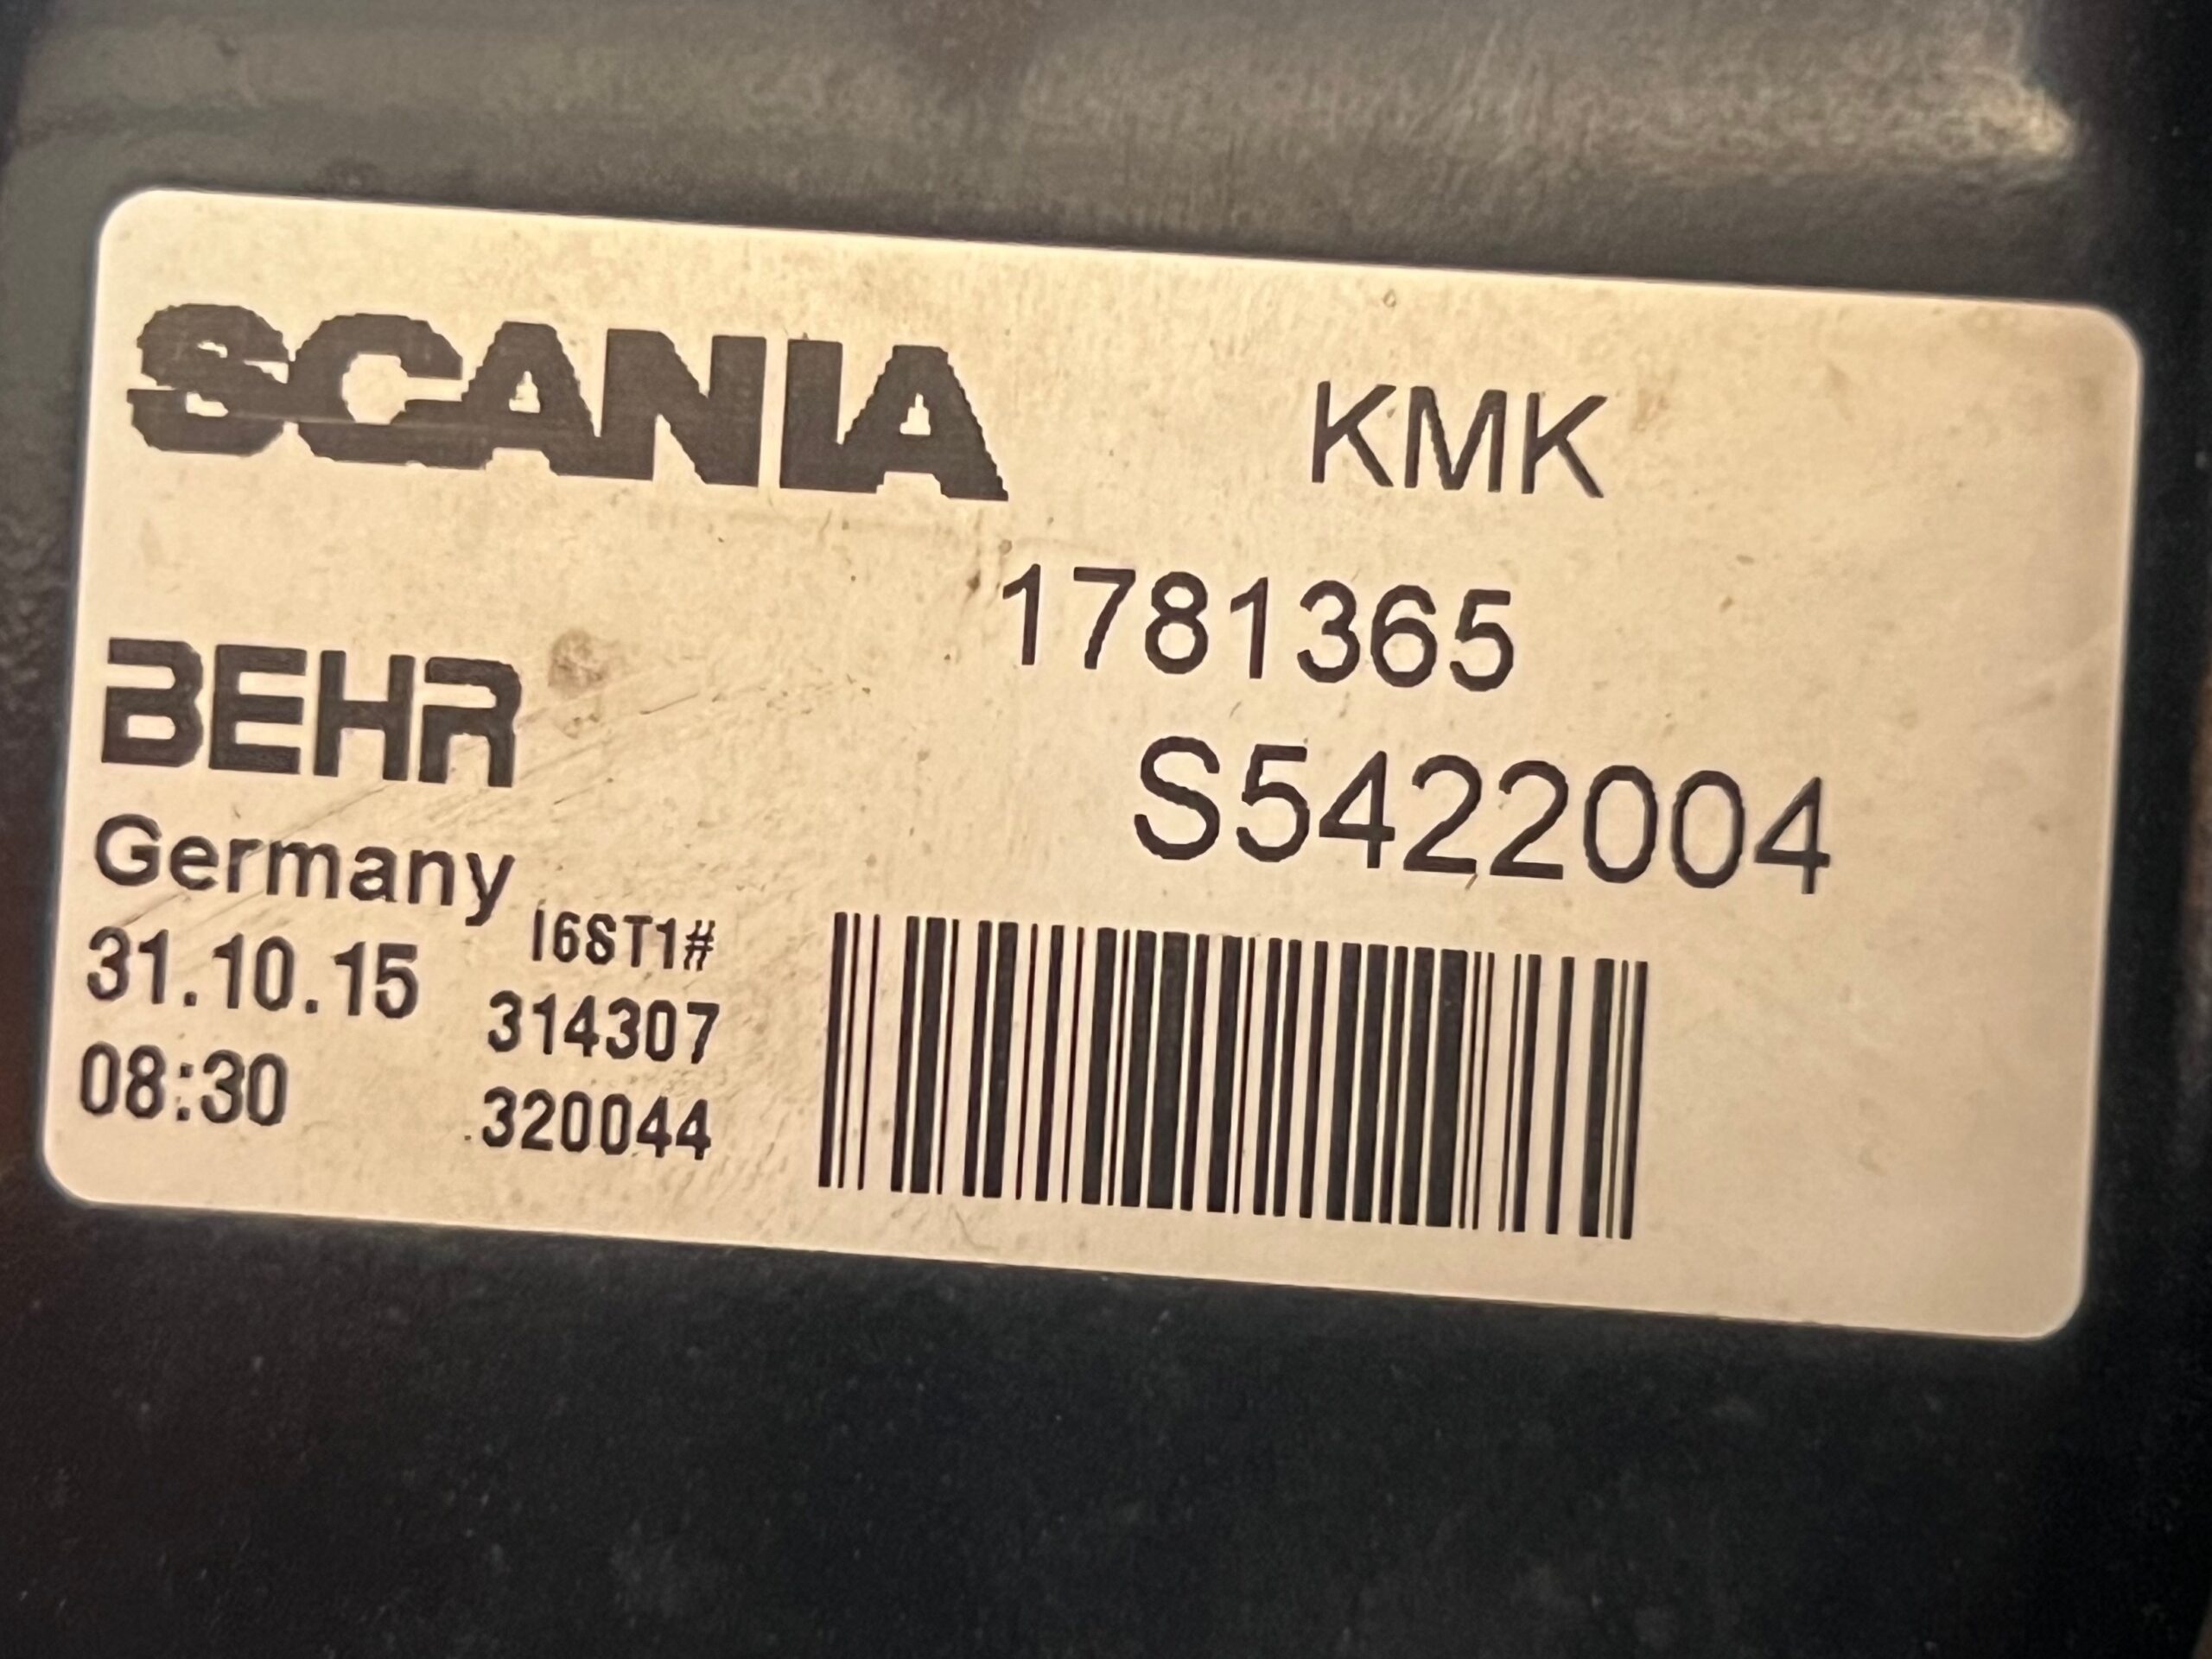 SCANIA KMK
1781365
BEHR
S5422004
Germany
I6ST1#
31.10.15
314307
08:30
320044